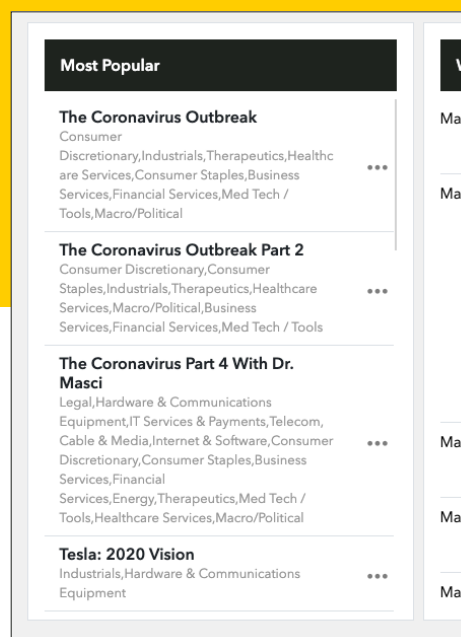 Most Popular
The Coronavirus Outbreak
Consumer
Discretionary,Industrials,Therapeutics,Healthc
are Services,Consumer Staples,Business
Services,Financial Services,Med Tech /
Tools,Macro/Political
The Coronavirus Outbreak Part 2
Consumer Discretionary,Consumer
Staples,Industrials,Therapeutics,Healthcare
Services,Macro/Political,Business
Services,Financial Services,Med Tech / Tools
The Coronavirus Part 4 With Dr.
Masci
Legal,Hardware & Communications
Equipment,IT Services & Payments,Telecom,
Cable & Media,Internet & Software,Consumer
Discretionary,Consumer Staples,Business
Services,Financial
Services,Energy,Therapeutics,Med Tech /
Tools,Healthcare Services,Macro/Political
Tesla: 2020 Vision
Industrials,Hardware & Communications
Equipment
Ma
Ma
Ma
Ma
Ma